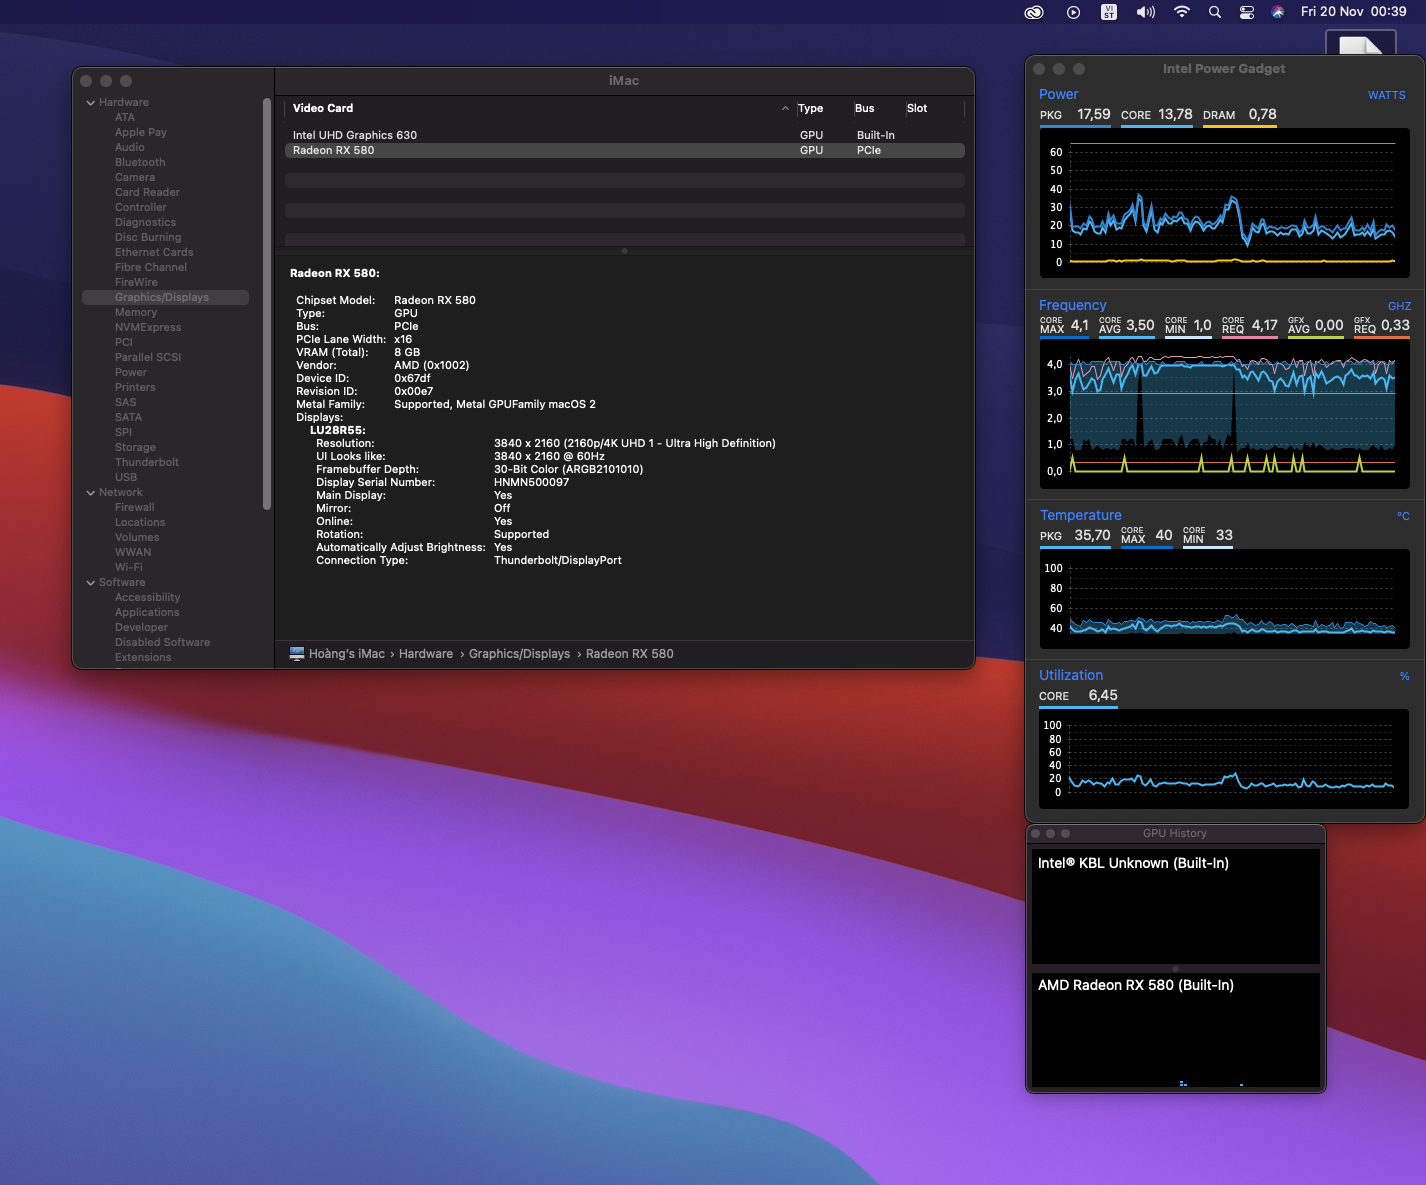 VI
ST
Fri 20 Nov 00:39
iMac
Hardware
ATA
Apple Pay
Audio
Bluetooth
Camera
Card Reader
Controller
Diagnostics
Disc Burning
Ethernet Cards
Fibre Channel
FireWire
Graphics/Displays
Memory
NVMExpress
PCI
Parallel SCSI
Power
Printers
SAS
SATA
SPI
Storage
Thunderbolt
USB
Network
Firewall
Locations
Volumes
WWAN
Wi-Fi
Software
Accessibility
Applications
Developer
Disabled Software
Extensions
Video Card Type Bus Slot
Intel UHD Graphics 630 GPU Built-In
Radeon RX 580 GPU PCIe
Radeon RX 580:
Chipset Model: Radeon RX 580
Type: GPU
Bus: PCIe
PCIe Lane Width: x16
VRAM (Total): 8 GB
Vendor: AMD (0x1002)
Device ID: 0x67df
Revision ID: 0x00e7
Metal Family: Supported, Metal GPUFamily macOS 2
Displays:
LU28R55:
Resolution: 3840 x 2160 (2160p/4K UHD 1 - Ultra High Definition)
UI Looks like: 3840 x 2160 @ 60Hz
Framebuffer Depth: 30-Bit Color (ARGB2101010)
Display Serial Number: HNMN500097
Main Display: Yes
Mirror: Off
Online: Yes
Rotation: Supported
Automatically Adjust Brightness: Yes
Connection Type: Thunderbolt/DisplayPort
Hoàng's iMac › Hardware › Graphics/Displays › Radeon RX 580
Intel Power Gadget
Power WATTS
PKG 17,59 CORE 13,78 DRAM 0,78
60
50
40
30
20
10
0
Frequency GHZ
CORE MAX 4,1 CORE AVG 3,50 CORE MIN 1,0 CORE REQ 4,17 GFX AVG 0,00 GFX REQ 0,33
4,0
3,0
2,0
1,0
0,0
Temperature °C
PKG 35,70 CORE MAX 40 CORE MIN 33
100
80
60
40
Utilization %
CORE 6,45
100
80
60
40
20
0
GPU History
Intel® KBL Unknown (Built-In)
AMD Radeon RX 580 (Built-In)